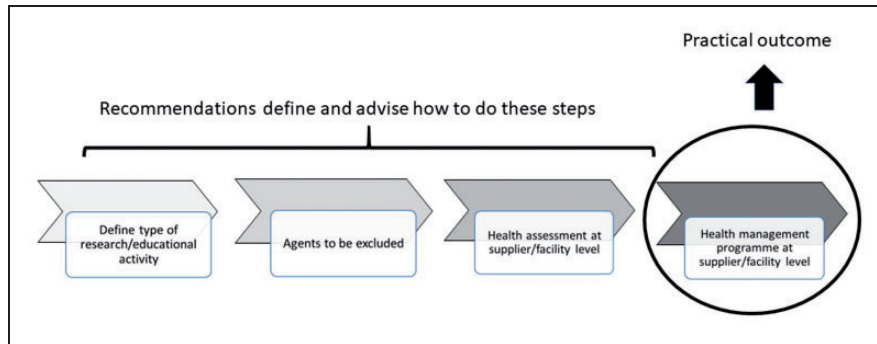 Practical outcome
Recommendations define and advise how to do these steps
Define type of
research/educational
activity
Agents to be excluded
Health assessment at
supplier/facility level
Health management
programme at
supplier/facility level